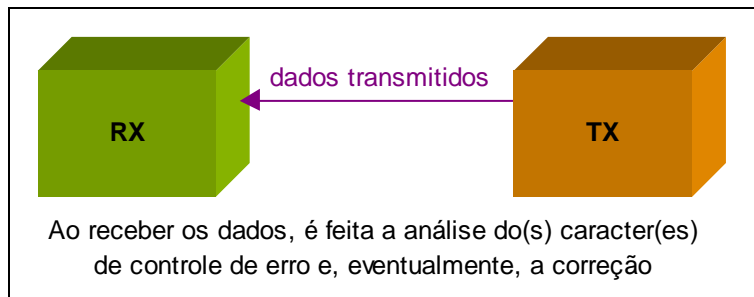 dados transmitidos
RX
TX
Ao receber os dados, é feita a análise do(s) caracter(es)
de controle de erro e, eventualmente, a correção